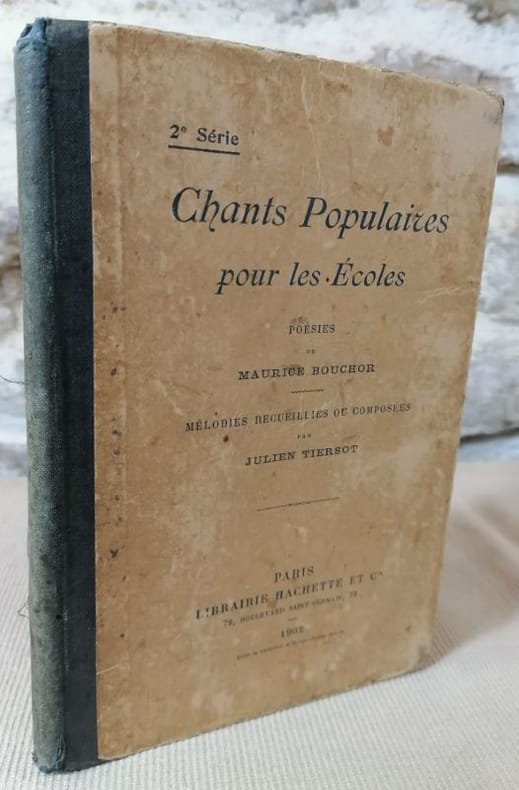 2e Série
Chants Populaires
pour les Écoles
POÉSIES
DE
MAURICE BOUCHOR
MÉLODIES RECUEILLIES OU COMPOSÉES
PAR
JULIEN TIERSOT
PARIS
LIBRAIRIE HACHETTE ET Cie
79, BOULEVARD SAINT-GERMAIN, 79
1902